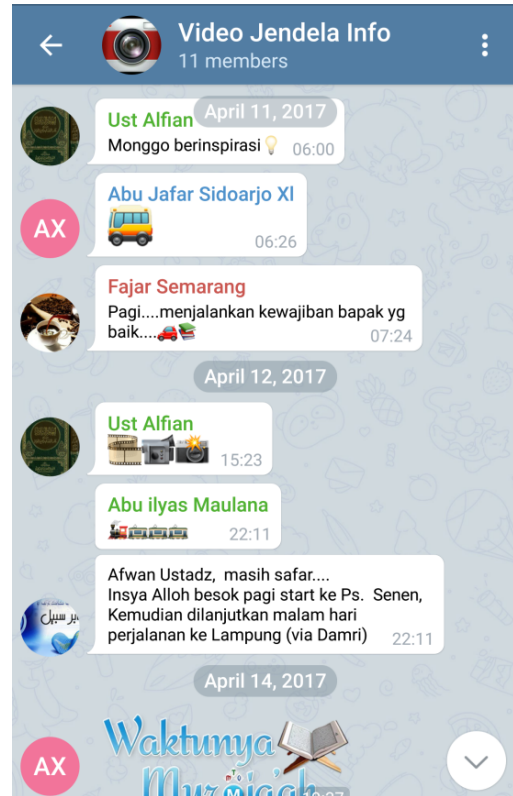 Video Jendela Info
11 members
April 11, 2017
Ust Alfian
Monggo berinspirasi💡 06:00
AX
Abu Jafar Sidoarjo Xl
🚌
06:26
Fajar Semarang
Pagi....menjalankan kewajiban bapak yg
baik....🚗📚 07:24
April 12, 2017
Ust Alfian
🎞📹📸 15:23
Abu ilyas Maulana
🚂🚃🚃🚃 22:11
Afwan Ustadz, masih safar....
Insya Alloh besok pagi start ke Ps. Senen,
Kemudian dilanjutkan malam hari
perjalanan ke Lampung (via Damri) 22:11
April 14, 2017
AX
Waktunya
Muroja'ah